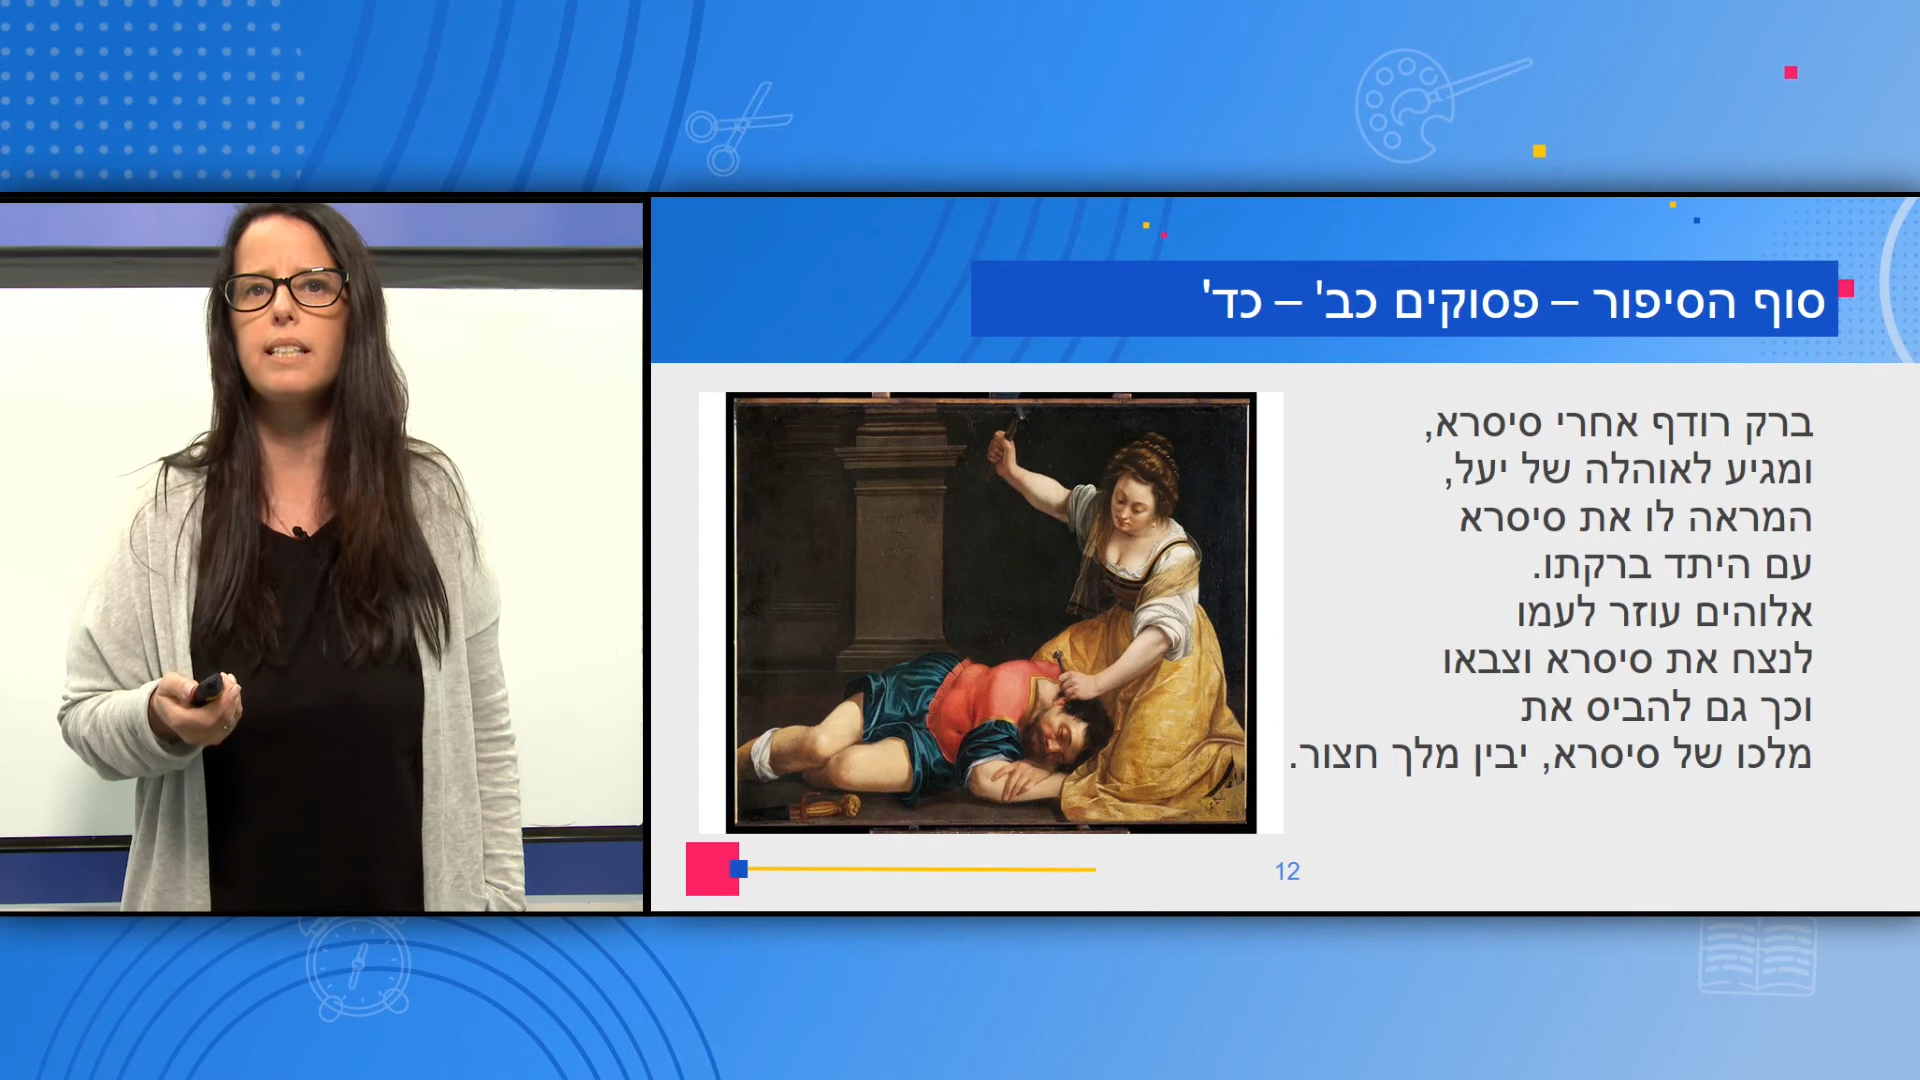 סוף הסיפור – פסוקים כב' – כד'
ברק רודף אחרי סיסרא,
ומגיע לאוהלה של יעל,
המראה לו את סיסרא
עם היתד ברקתו.
אלוהים עוזר לעמו
לנצח את סיסרא וצבאו
וכך גם להביס את
מלכו של סיסרא, יבין מלך חצור.
12